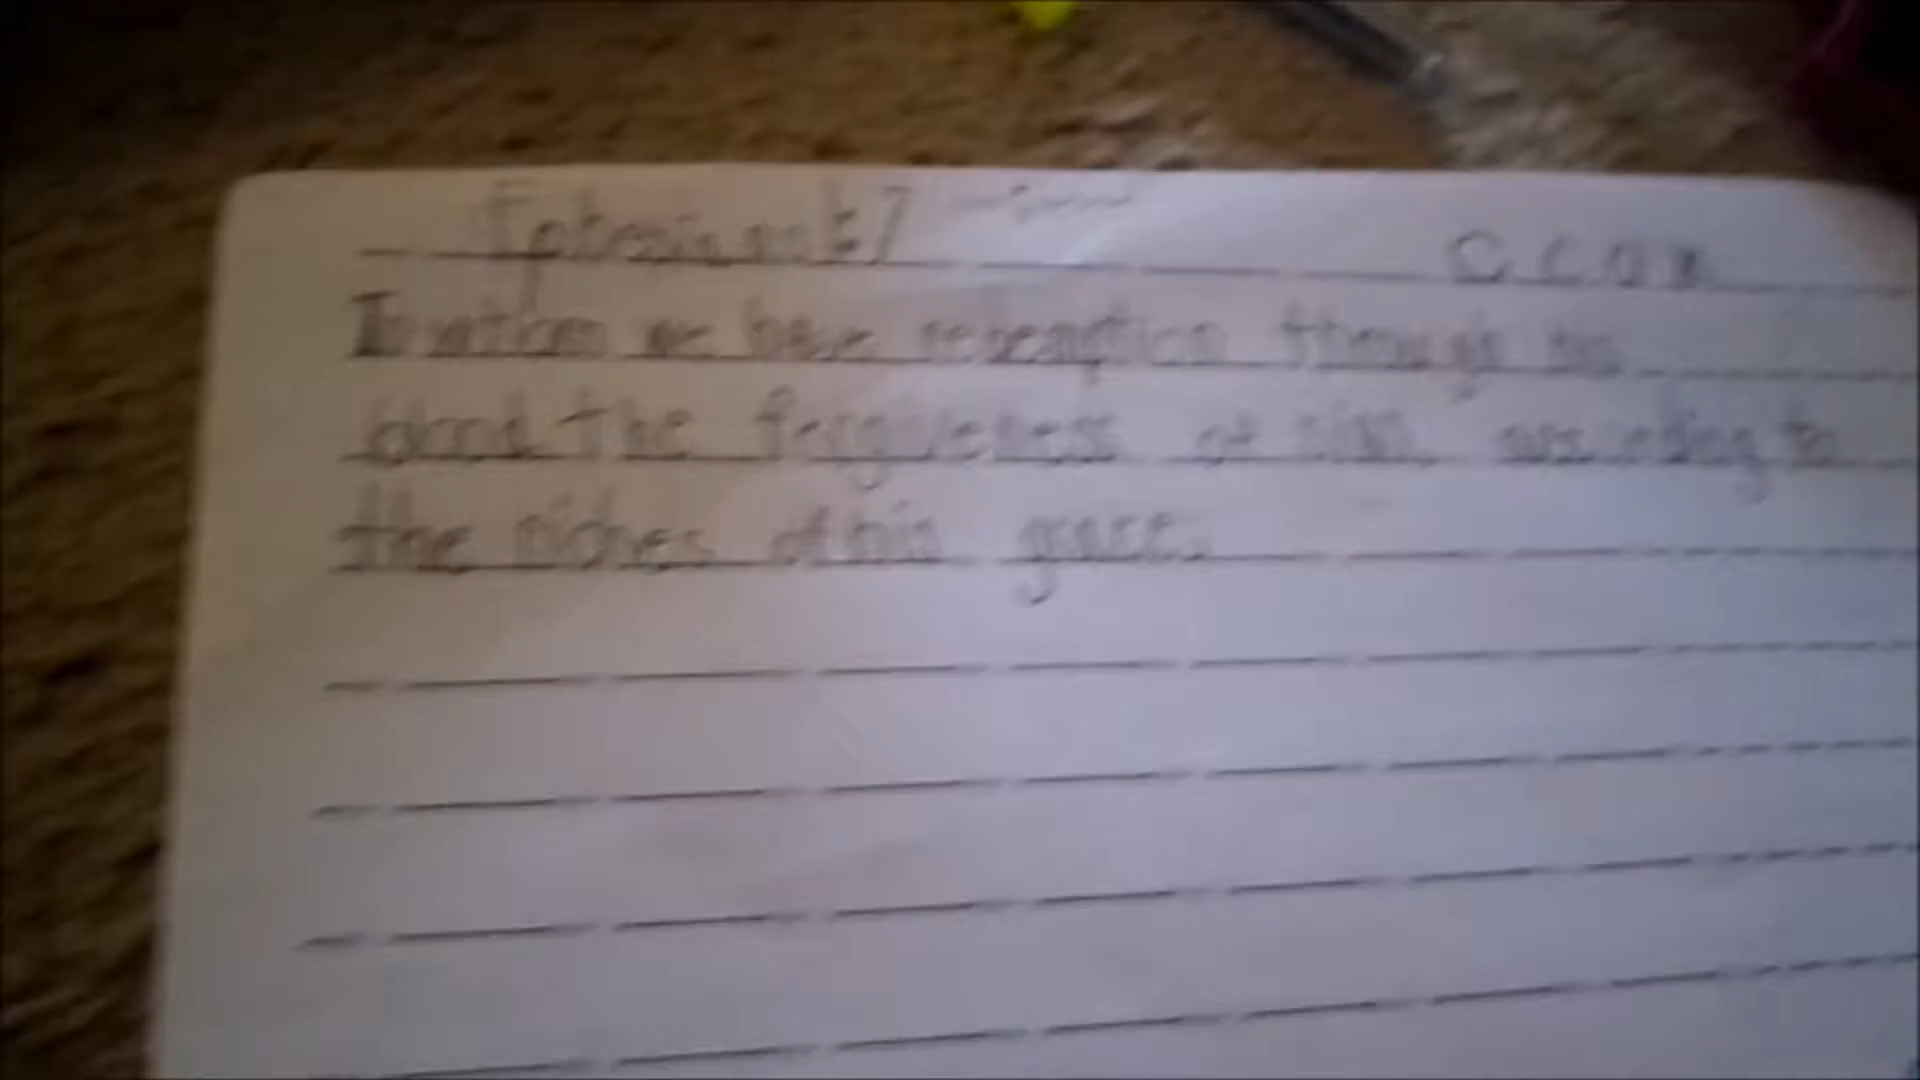 Ephesians 1:7
In whom we have redemption through his
blood the forgiveness of sins, according to
the riches of his grace.